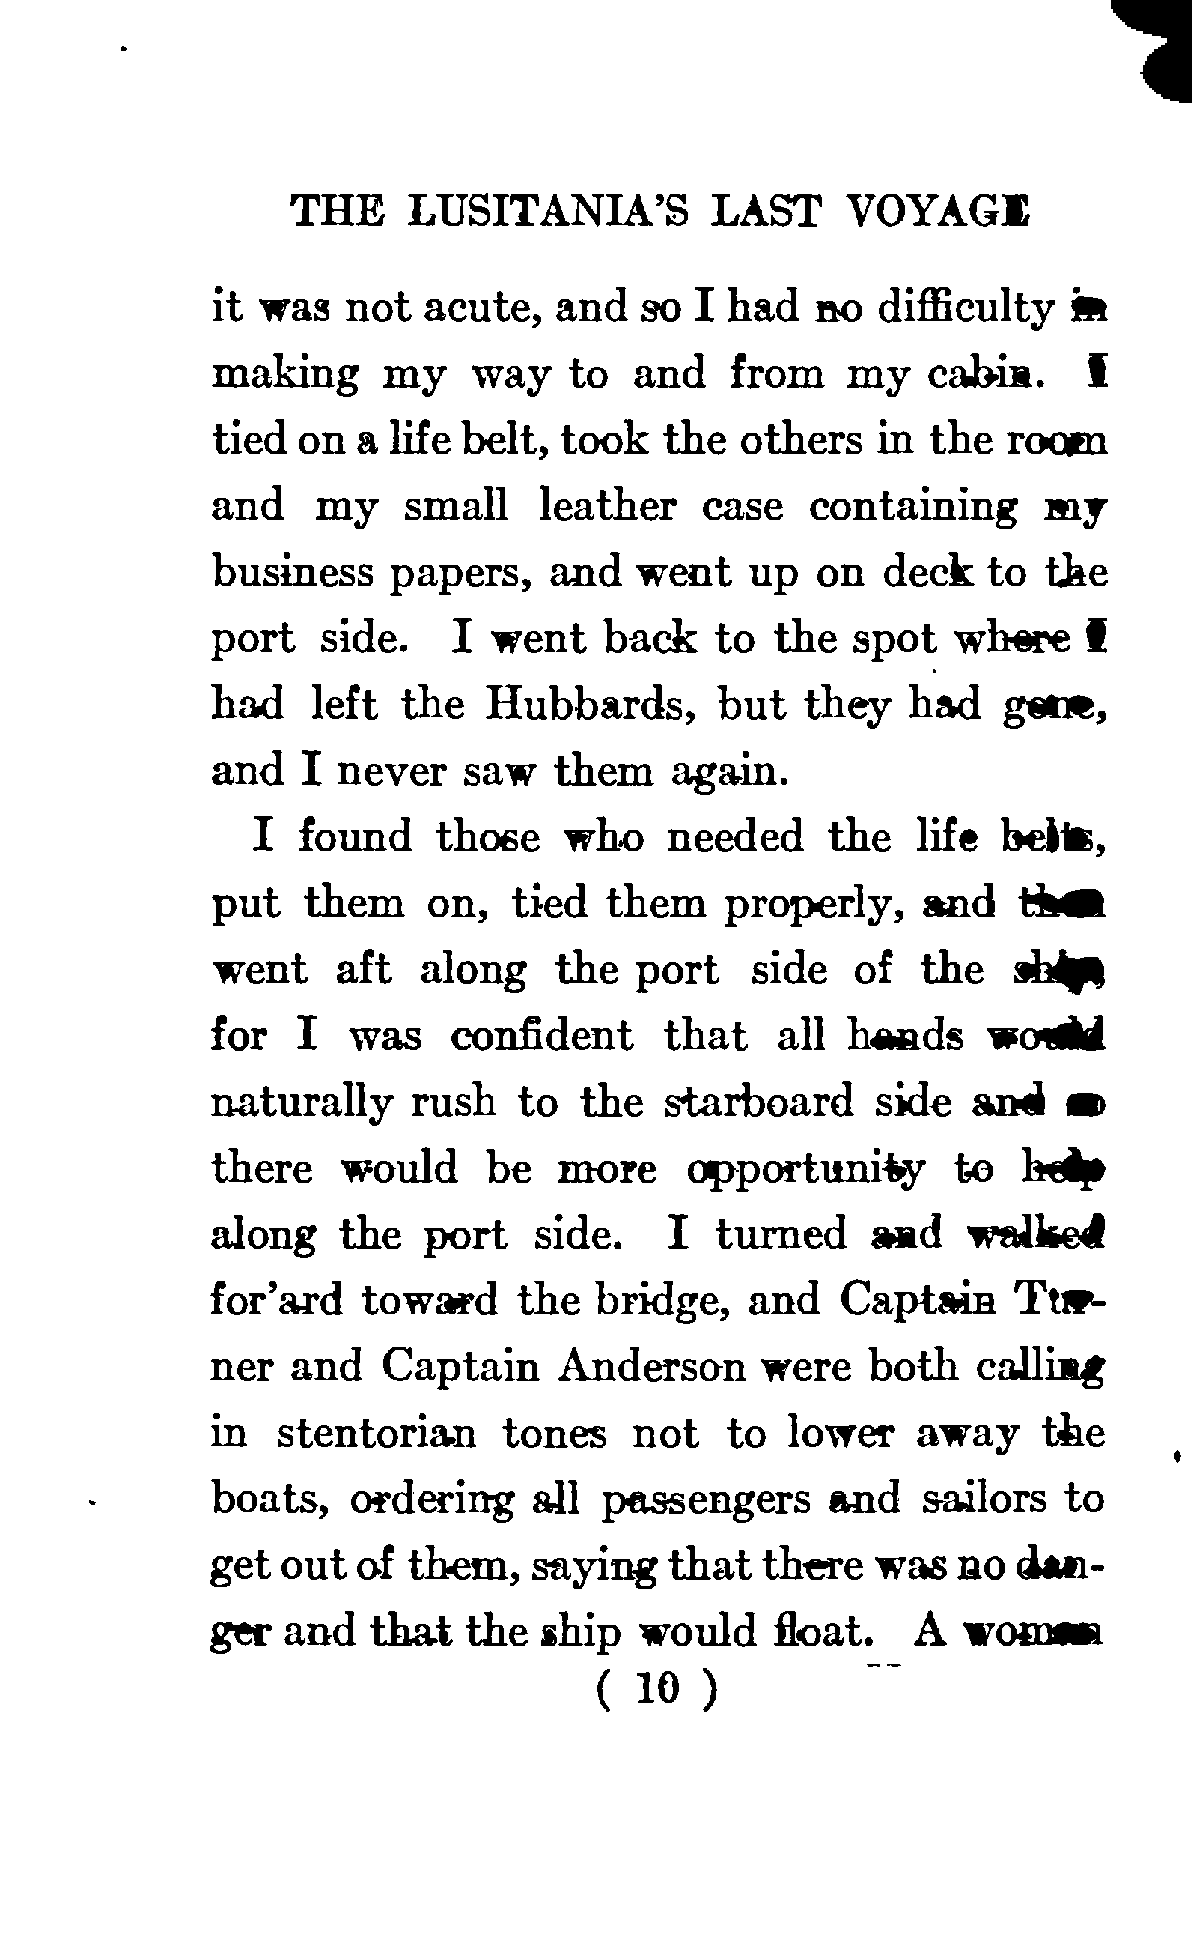 THE LUSITANIA'S LAST VOYAGE
it was not acute, and so I had no difficulty in
making my way to and from my cabin. I
tied on a life belt, took the others in the room
and my small leather case containing my
business papers, and went up on deck to the
port side. I went back to the spot where I
had left the Hubbards, but they had gone,
and I never saw them again.
I found those who needed the life belts,
put them on, tied them properly, and then
went aft along the port side of the ship,
for I was confident that all hands would
naturally rush to the starboard side and so
there would be more opportunity to help
along the port side. I turned and walked
for'ard toward the bridge, and Captain Tur-
ner and Captain Anderson were both calling
in stentorian tones not to lower away the
boats, ordering all passengers and sailors to
get out of them, saying that there was no dan-
ger and that the ship would float. A woman
( 10 )